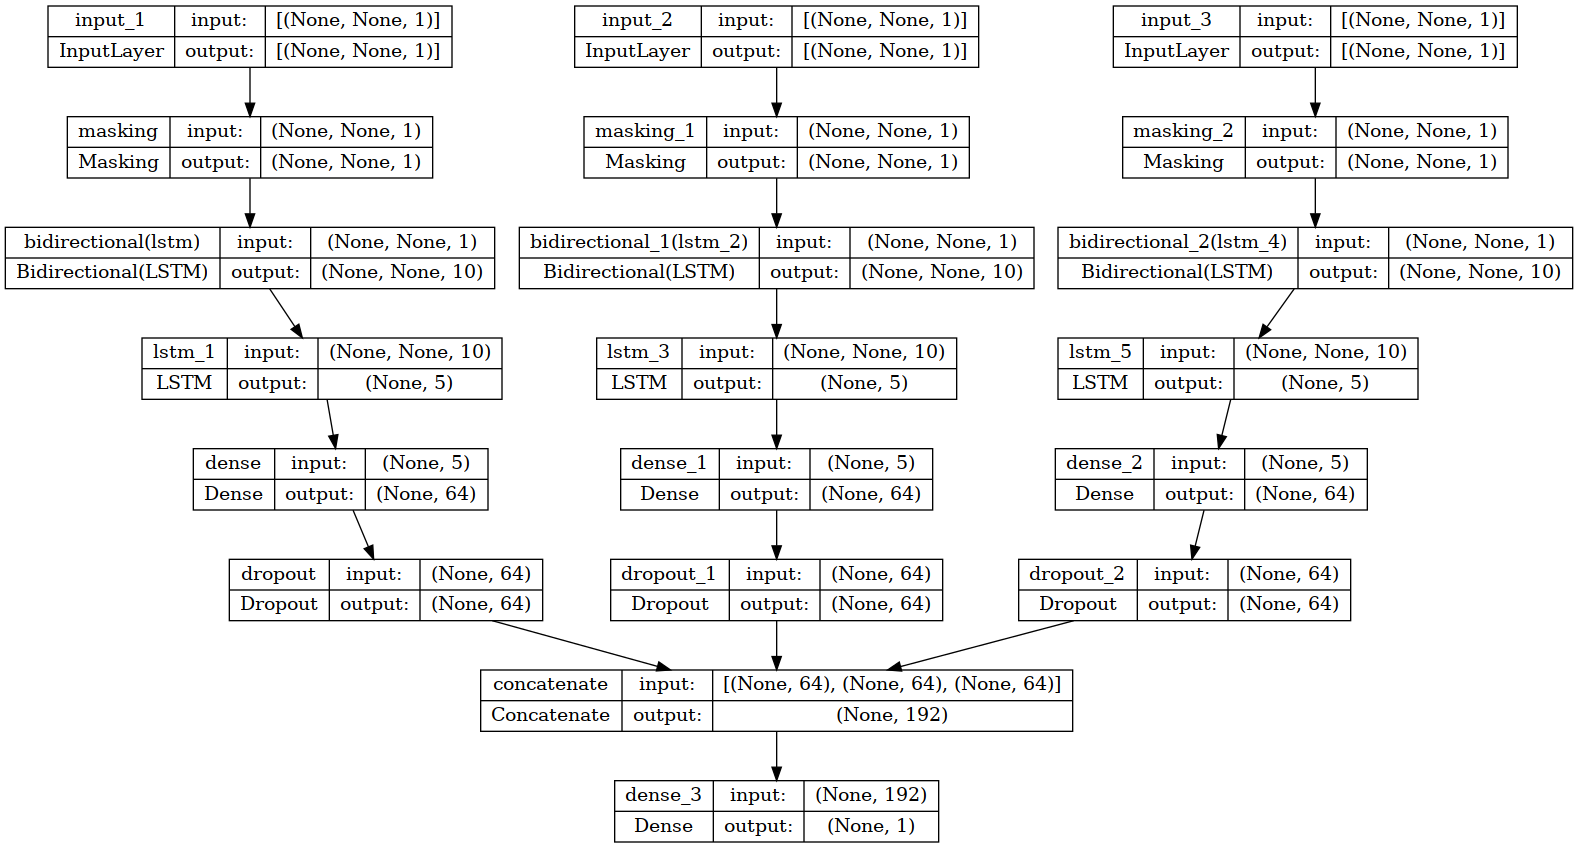 input_1 input: [(None, None, 1)]
InputLayer output: [(None, None, 1)]
input_2 input: [(None, None, 1)]
InputLayer output: [(None, None, 1)]
input_3 input: [(None, None, 1)]
InputLayer output: [(None, None, 1)]
masking input: (None, None, 1)
Masking output: (None, None, 1)
masking_1 input: (None, None, 1)
Masking output: (None, None, 1)
masking_2 input: (None, None, 1)
Masking output: (None, None, 1)
bidirectional(lstm) input: (None, None, 1)
Bidirectional(LSTM) output: (None, None, 10)
bidirectional_1(lstm_2) input: (None, None, 1)
Bidirectional(LSTM) output: (None, None, 10)
bidirectional_2(lstm_4) input: (None, None, 1)
Bidirectional(LSTM) output: (None, None, 10)
lstm_1 input: (None, None, 10)
LSTM output: (None, 5)
lstm_3 input: (None, None, 10)
LSTM output: (None, 5)
lstm_5 input: (None, None, 10)
LSTM output: (None, 5)
dense input: (None, 5)
Dense output: (None, 64)
dense_1 input: (None, 5)
Dense output: (None, 64)
dense_2 input: (None, 5)
Dense output: (None, 64)
dropout input: (None, 64)
Dropout output: (None, 64)
dropout_1 input: (None, 64)
Dropout output: (None, 64)
dropout_2 input: (None, 64)
Dropout output: (None, 64)
concatenate input: [(None, 64), (None, 64), (None, 64)]
Concatenate output: (None, 192)
dense_3 input: (None, 192)
Dense output: (None, 1)